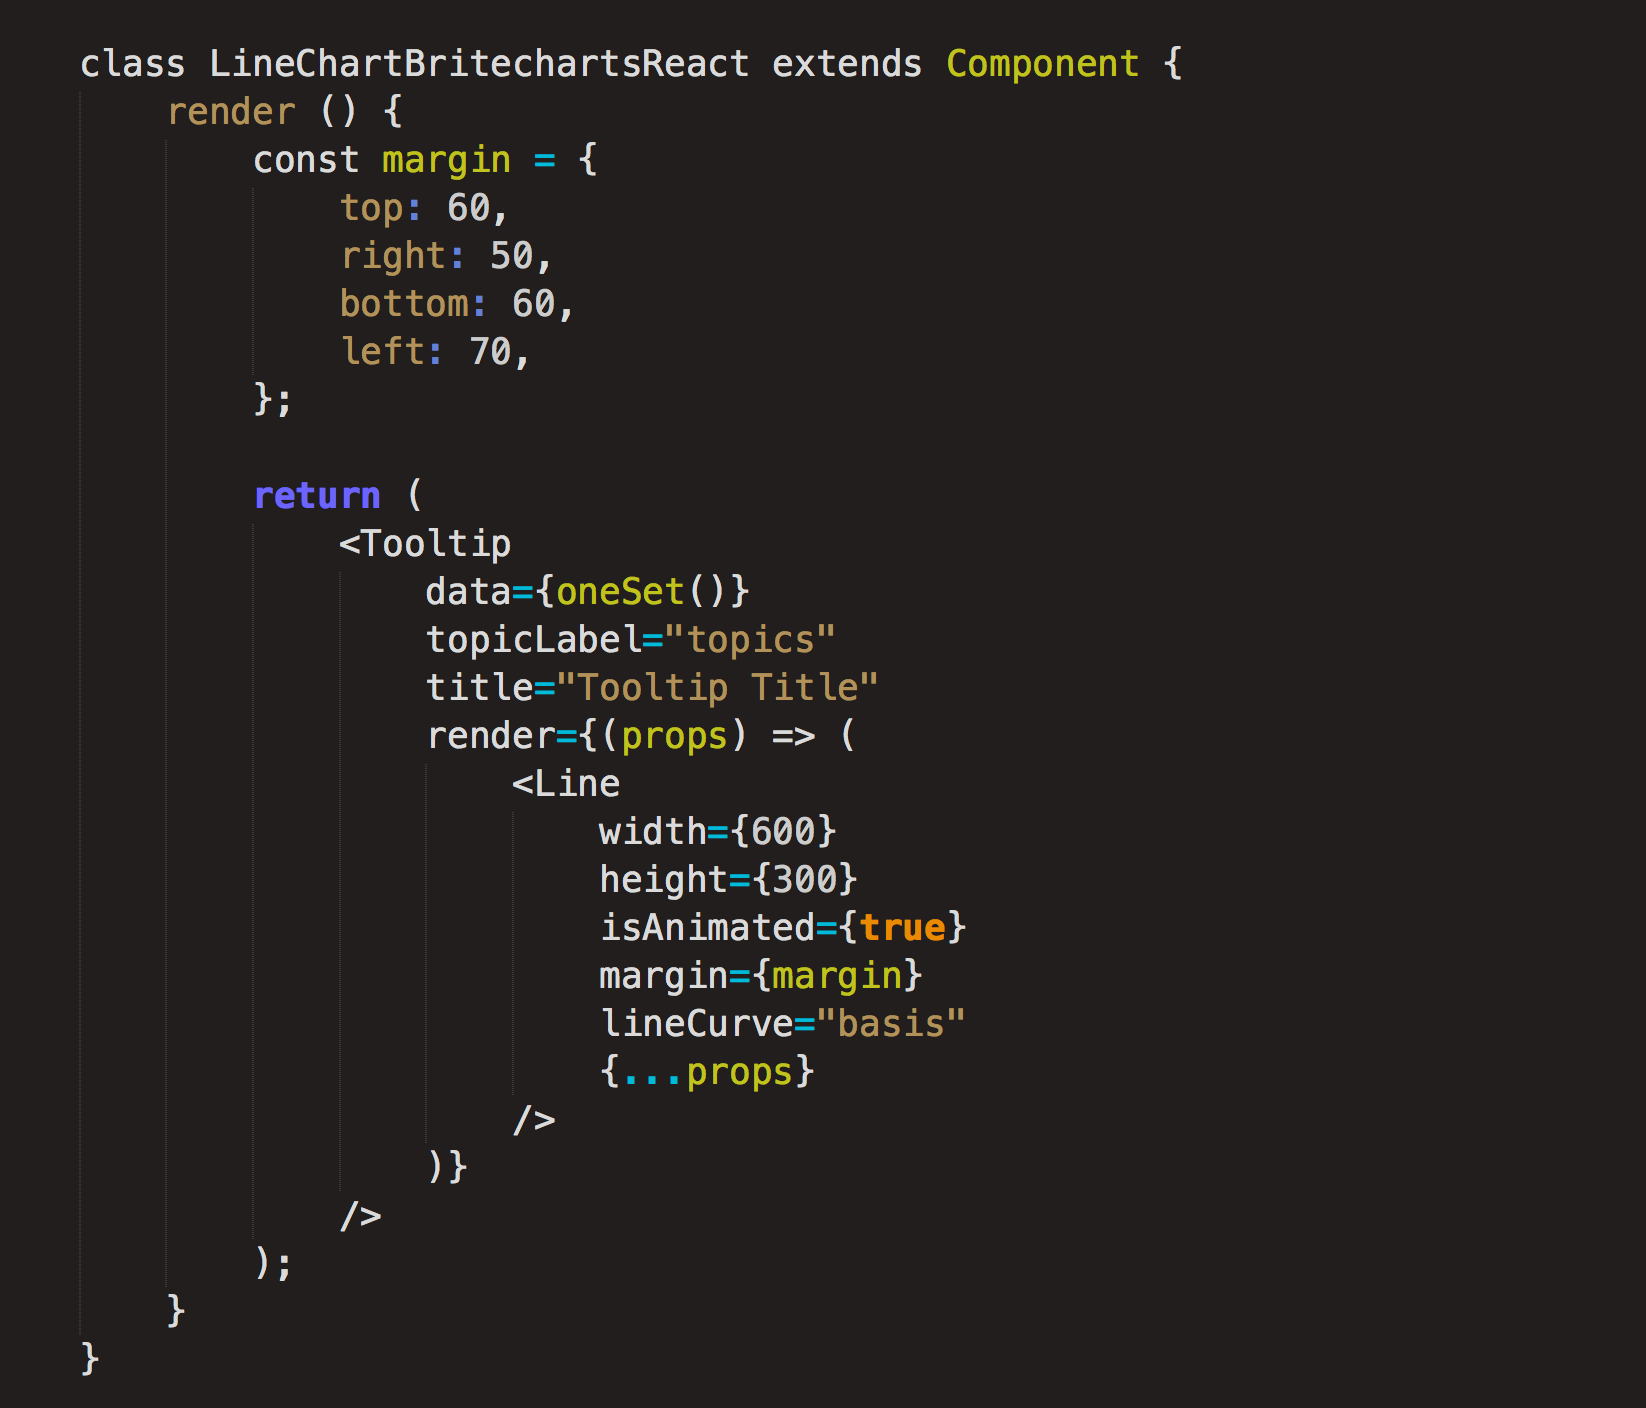 class LineChartBritechartsReact extends Component {
    render () {
        const margin = {
            top: 60,
            right: 50,
            bottom: 60,
            left: 70,
        };

        return (
            <Tooltip
                data={oneSet()}
                topicLabel="topics"
                title="Tooltip Title"
                render={(props) => (
                    <Line
                        width={600}
                        height={300}
                        isAnimated={true}
                        margin={margin}
                        lineCurve="basis"
                        {...props}
                    />
                )}
            />
        );
    }
}